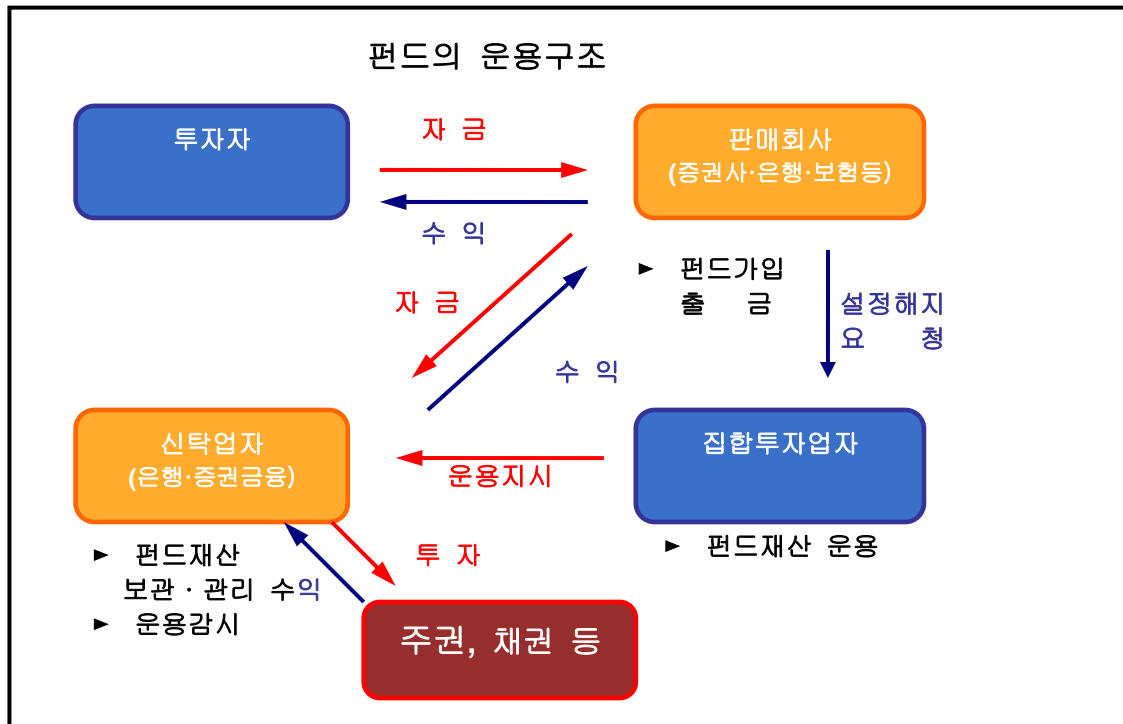 펀드의 운용구조
투자자
자 금
판매회사
(증권사·은행·보험등)
수 익
► 펀드가입
출 금
자 금
설정해지
요 청
수 익
신탁업자
(은행·증권금융)
집합투자업자
운용지시
► 펀드재산
보관 · 관리 수익
► 운용감시
투 자
► 펀드재산 운용
주권, 채권 등